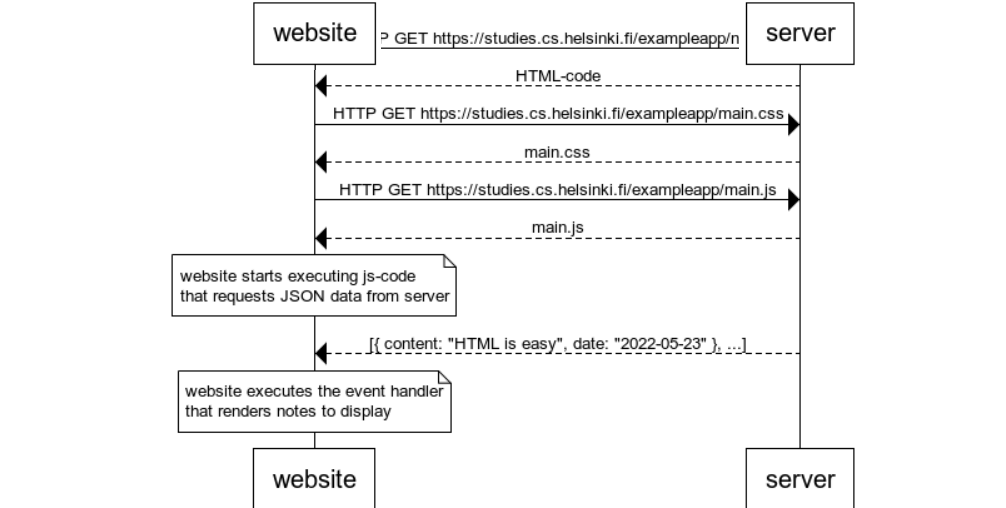 website
server
P GET https://studies.cs.helsinki.fi/exampleapp/n
HTML-code
HTTP GET https://studies.cs.helsinki.fi/exampleapp/main.css
main.css
HTTP GET https://studies.cs.helsinki.fi/exampleapp/main.js
main.js
website starts executing js-code
that requests JSON data from server
[{ content: "HTML is easy", date: "2022-05-23" }, ...]
website executes the event handler
that renders notes to display
website
server